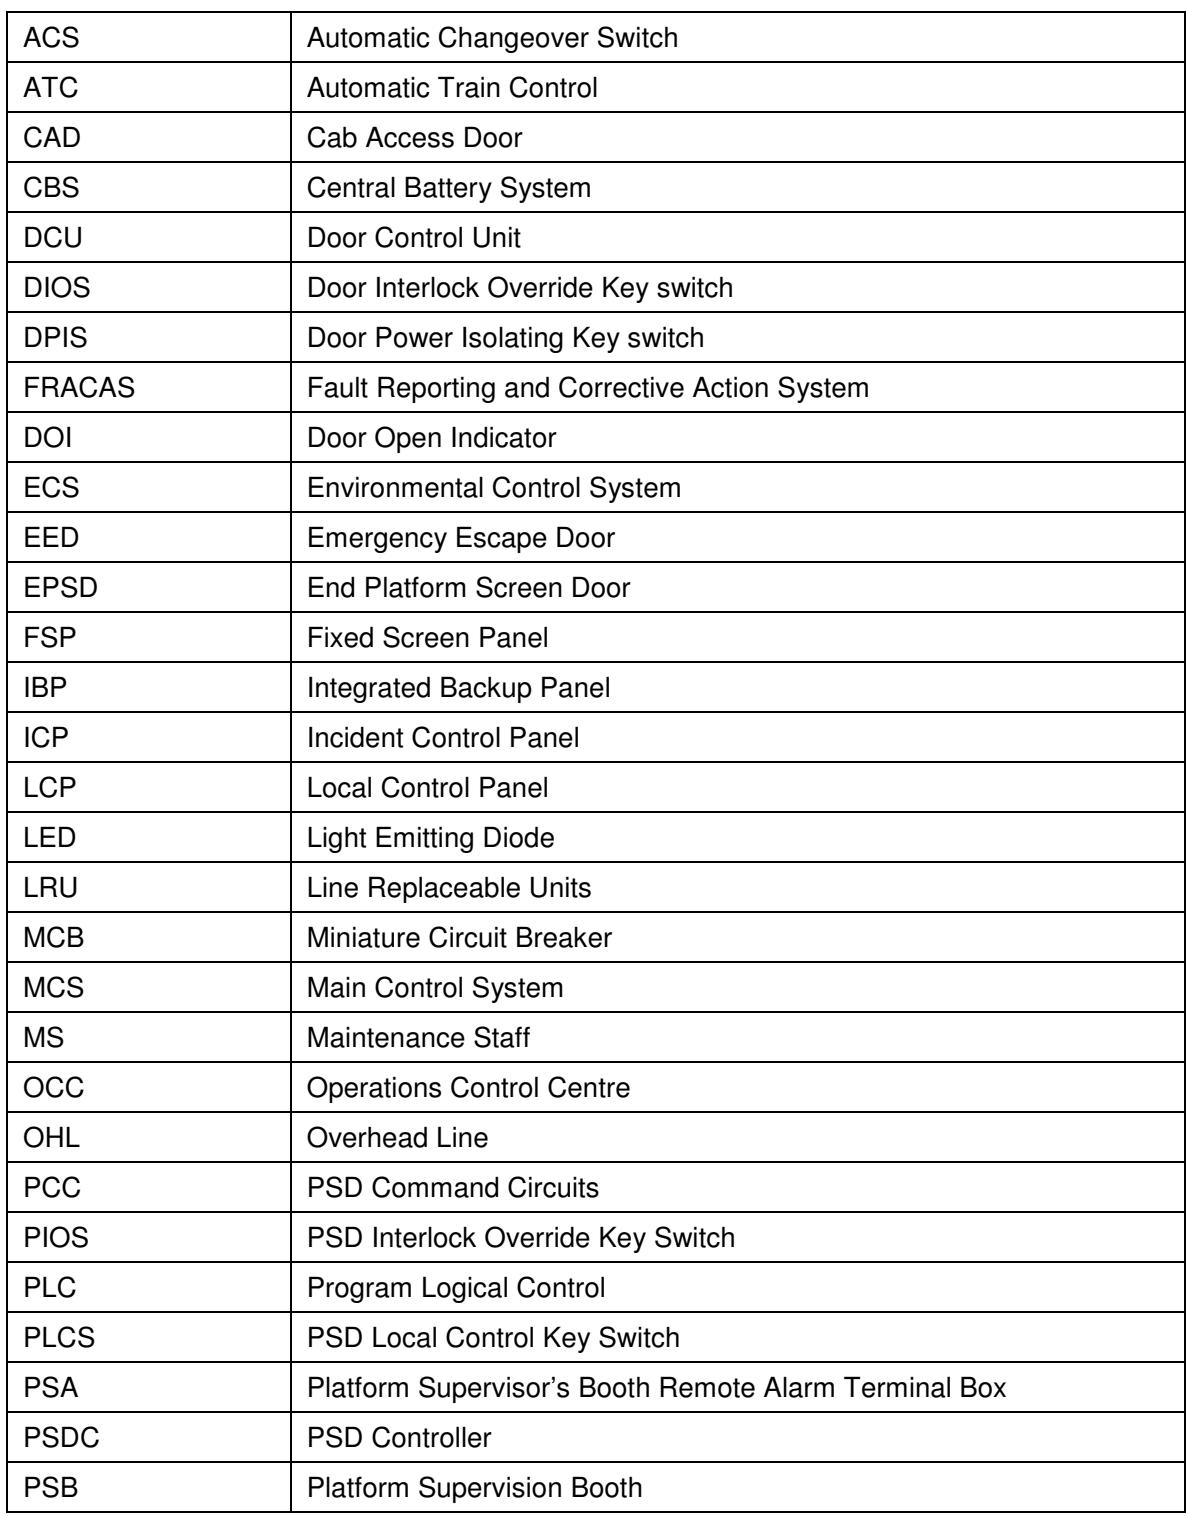 ACS Automatic Changeover Switch
ATC Automatic Train Control
CAD Cab Access Door
CBS Central Battery System
DCU Door Control Unit
DIOS Door Interlock Override Key switch
DPIS Door Power Isolating Key switch
FRACAS Fault Reporting and Corrective Action System
DOI Door Open Indicator
ECS Environmental Control System
EED Emergency Escape Door
EPSD End Platform Screen Door
FSP Fixed Screen Panel
IBP Integrated Backup Panel
ICP Incident Control Panel
LCP Local Control Panel
LED Light Emitting Diode
LRU Line Replaceable Units
MCB Miniature Circuit Breaker
MCS Main Control System
MS Maintenance Staff
OCC Operations Control Centre
OHL Overhead Line
PCC PSD Command Circuits
PIOS PSD Interlock Override Key Switch
PLC Program Logical Control
PLCS PSD Local Control Key Switch
PSA Platform Supervisor’s Booth Remote Alarm Terminal Box
PSDC PSD Controller
PSB Platform Supervision Booth